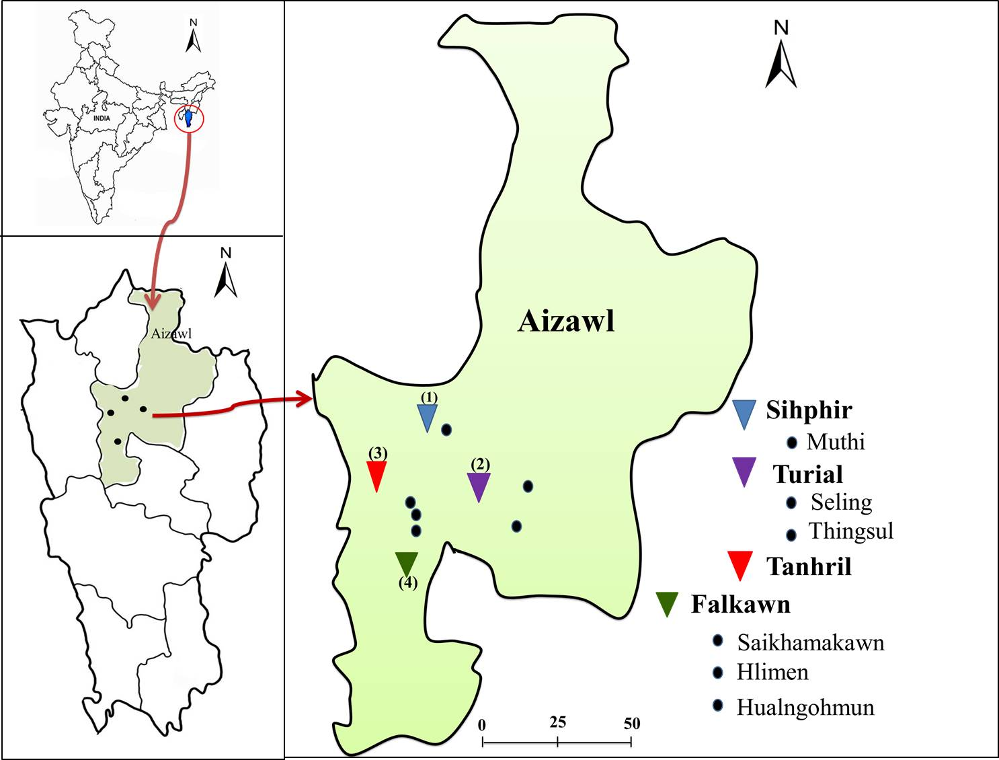 N
INDIA
N
Aizawl
N
Aizawl
(1)
(3)
(2)
(4)
Sihphir
Muthi
Turial
Seling
Thingsul
Tanhril
Falkawn
Saikhamakawn
Hlimen
Hualngohmun
0 25 50